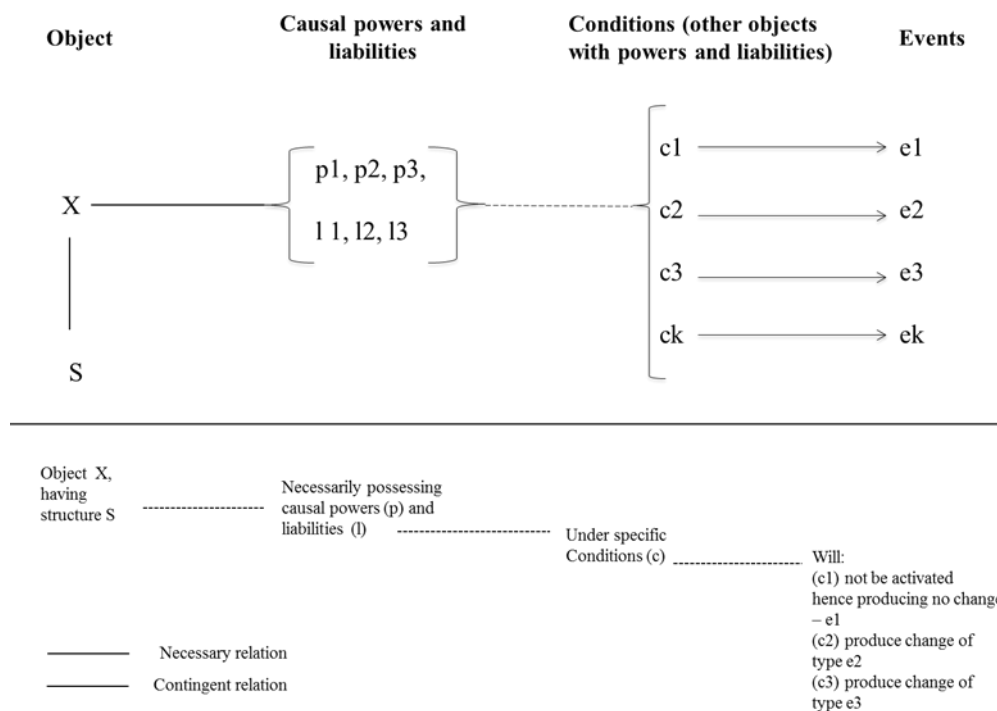 Object
Causal powers and
liabilities
Conditions (other objects
with powers and liabilities)
Events
p1, p2, p3,
l 1, l2, l3
X
S
c1
e1
c2
e2
c3
e3
ck
ek
Object X,
having
structure S
Necessarily possessing
causal powers (p) and
liabilities (l)
Under specific
Conditions (c)
Will:
(c1) not be activated
hence producing no change
– e1
(c2) produce change of
type e2
(c3) produce change of
type e3
Necessary relation
Contingent relation